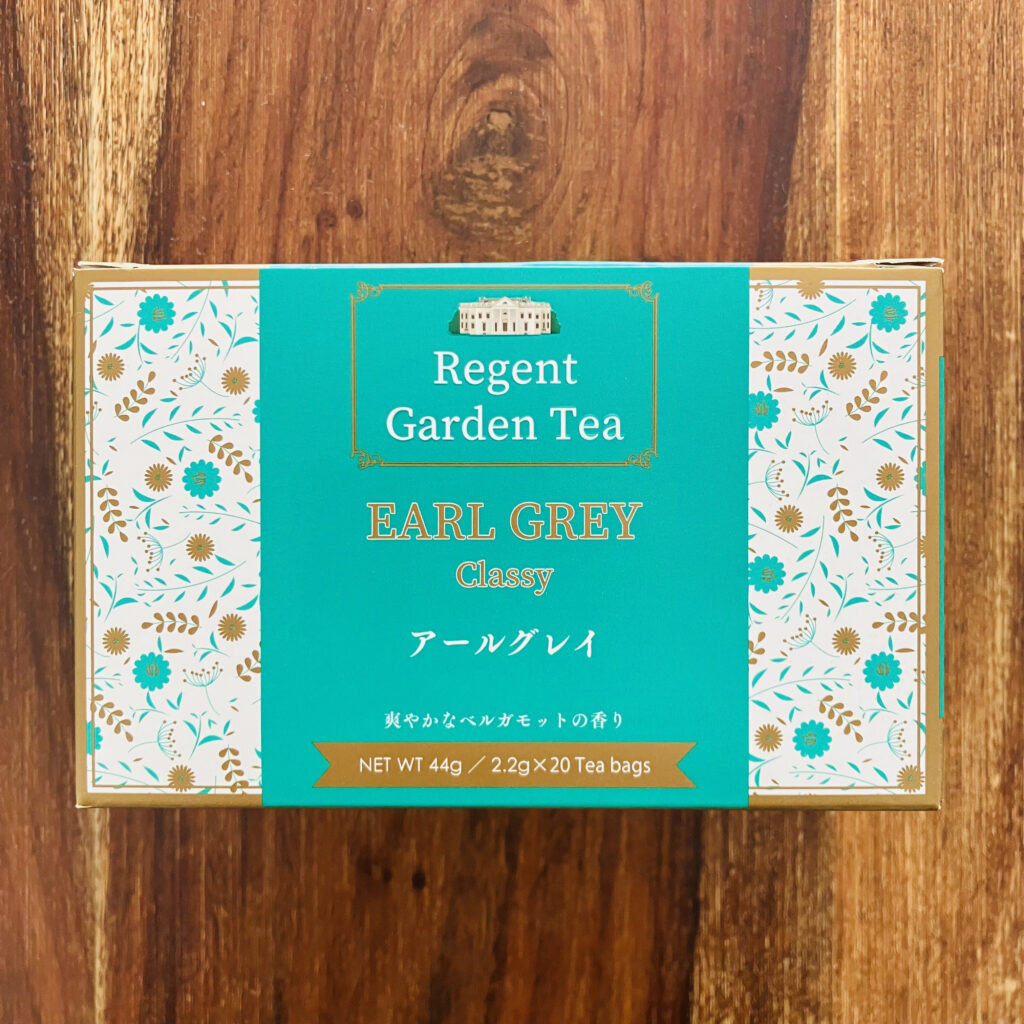 Regent
Garden Tea
EARL GREY
Classy
アールグレイ
爽やかなベルガモットの香り
NET WT 44g／2.2g×20 Tea bags